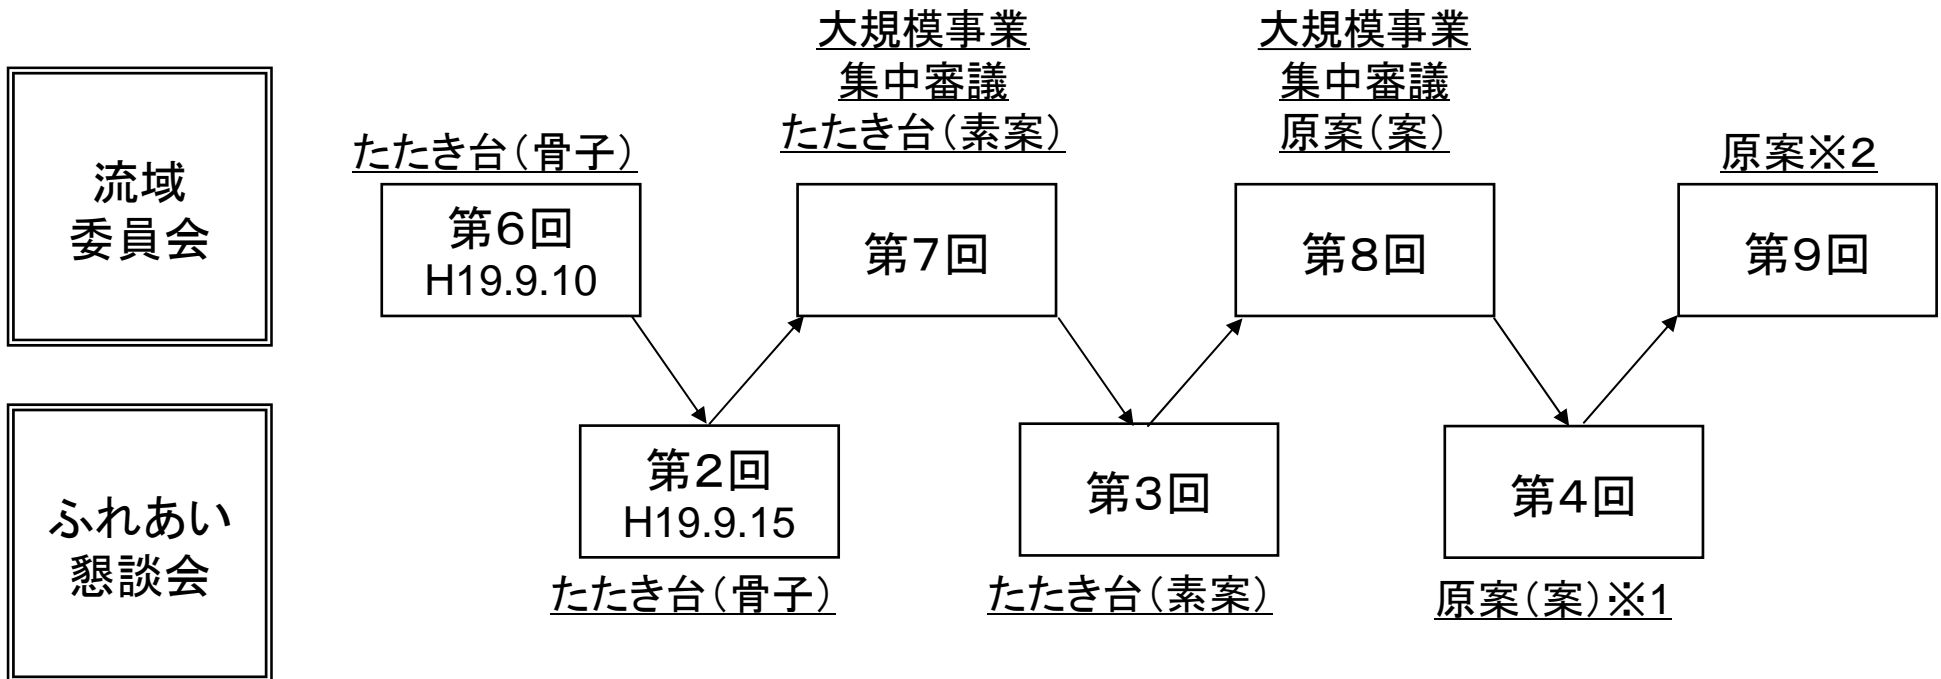 流域
委員会
たたき台（骨子）
第６回
H19.9.10
大規模事業
集中審議
たたき台（素案）
第７回
大規模事業
集中審議
原案（案）
第８回
原案※２
第９回
ふれあい
懇談会
第２回
H19.9.15
たたき台（骨子）
第３回
たたき台（素案）
第４回
原案（案）※１